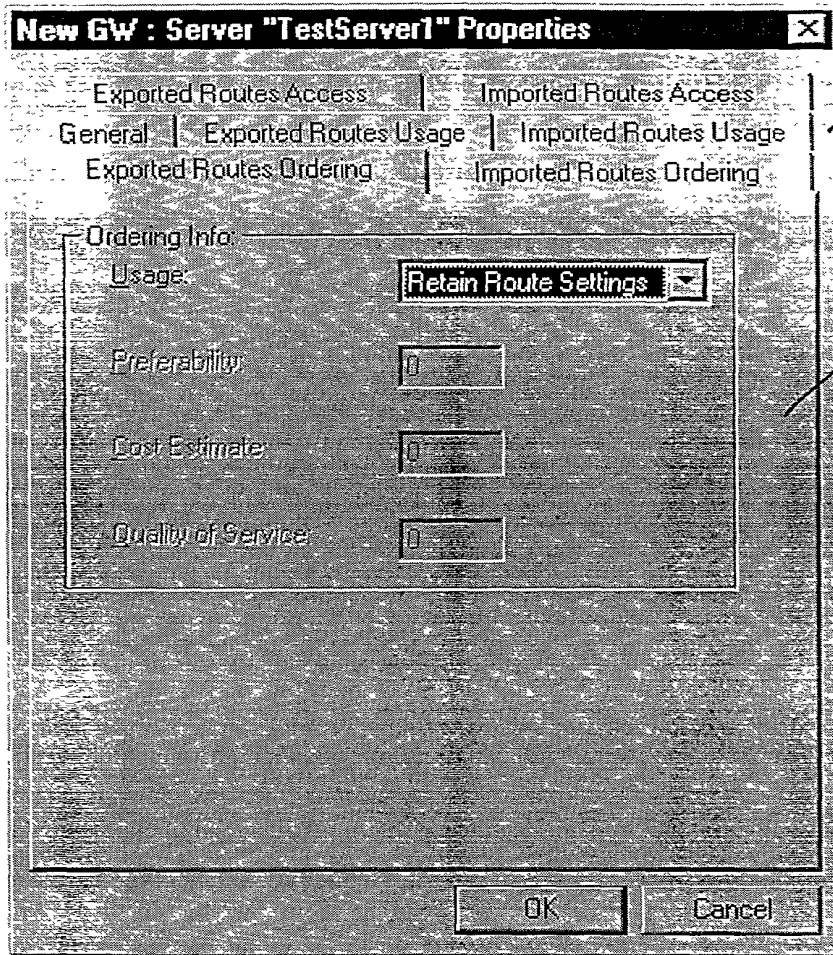 New GW : Server "TestServer1" Properties
Exported Routes Access Imported Routes Access
General Exported Routes Usage Imported Routes Usage
Exported Routes Ordering Imported Routes Ordering
Ordering Info:
Usage: Retain Route Settings
Preferability: 0
Cost Estimate: 0
Quality of Service: 0
OK Cancel